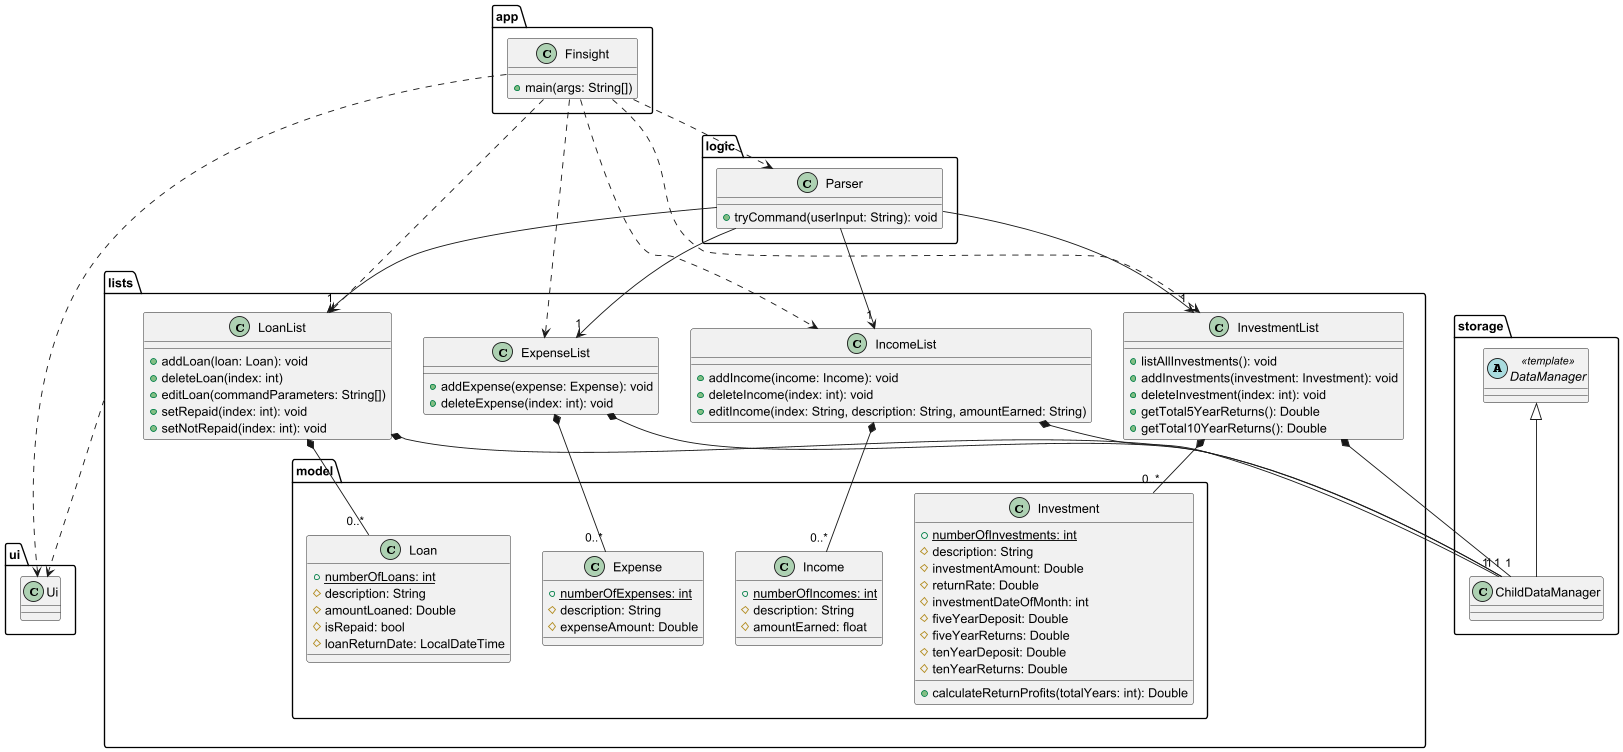 app
C Finsight
main(args: String[])
logic
C Parser
tryCommand(userInput: String): void
lists
1
1
1
1
C LoanList
addLoan(loan: Loan): void
deleteLoan(index: int)
editLoan(commandParameters: String[])
setRepaid(index: int): void
setNotRepaid(index: int): void
C ExpenseList
addExpense(expense: Expense): void
deleteExpense(index: int): void
C IncomeList
addIncome(income: Income): void
deleteIncome(index: int): void
editIncome(index: String, description: String, amountEarned: String)
C InvestmentList
listAllInvestments(): void
addInvestments(investment: Investment): void
deleteInvestment(index: int): void
getTotal5YearReturns(): Double
getTotal10YearReturns(): Double
storage
A «template»
DataManager
model
0..*
0..*
0..*
0..*
C Loan
numberOfLoans: int
description: String
amountLoaned: Double
isRepaid: bool
loanReturnDate: LocalDateTime
C Expense
numberOfExpenses: int
description: String
expenseAmount: Double
C Income
numberOfIncomes: int
description: String
amountEarned: float
C Investment
numberOfInvestments: int
description: String
investmentAmount: Double
returnRate: Double
investmentDateOfMonth: int
fiveYearDeposit: Double
fiveYearReturns: Double
tenYearDeposit: Double
tenYearReturns: Double
calculateReturnProfits(totalYears: int): Double
1 1 1 1
C ChildDataManager
ui
C Ui